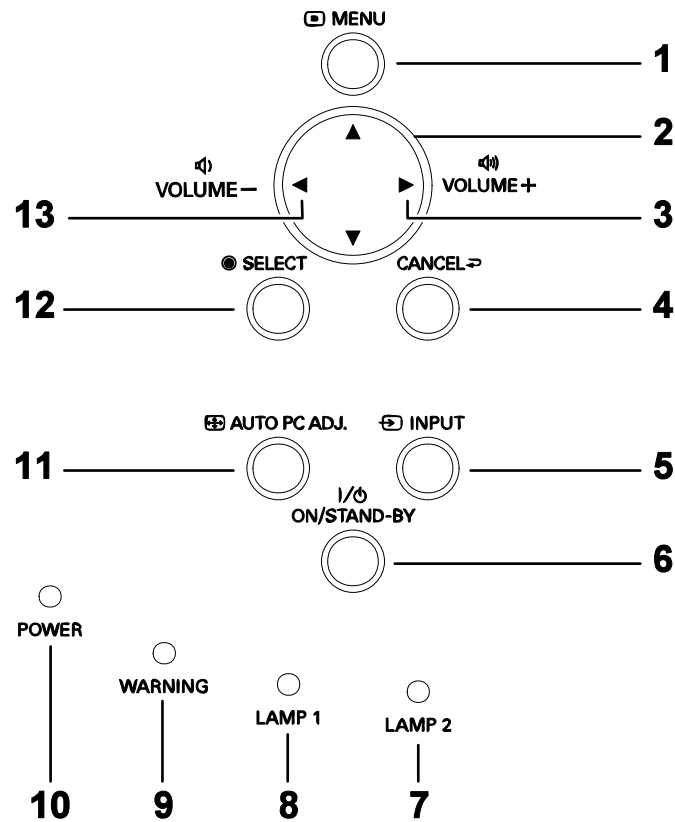 MENU
1
2
VOLUME−
VOLUME+
13
3
SELECT
CANCEL
12
4
AUTO PC ADJ.
INPUT
11
5
ON/STAND-BY
6
POWER
WARNING
LAMP 1
LAMP 2
10
9
8
7